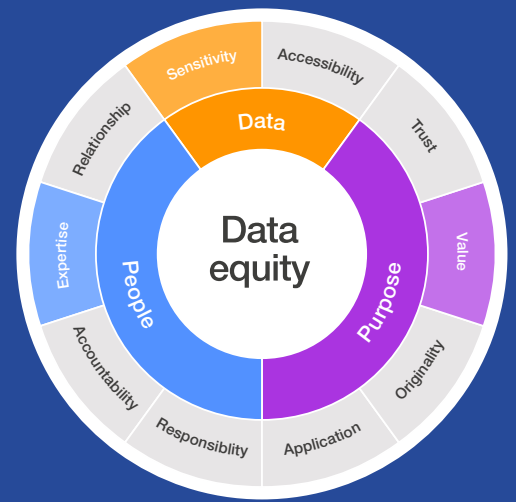 Data
equity
Data
Purpose
People
Sensitivity
Accessibility
Trust
Value
Originality
Application
Responsiblity
Accountability
Expertise
Relationship